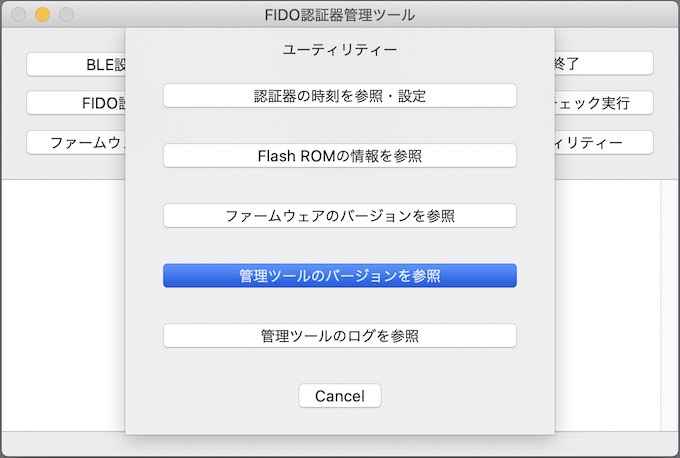 FIDO認証器管理ツール
ユーティリティー
BLE設
終了
認証器の時刻を参照・設定
FIDO設
チェック実行
Flash ROMの情報を参照
ファームウェ
ィリティー
ファームウェアのバージョンを参照
管理ツールのバージョンを参照
管理ツールのログを参照
Cancel